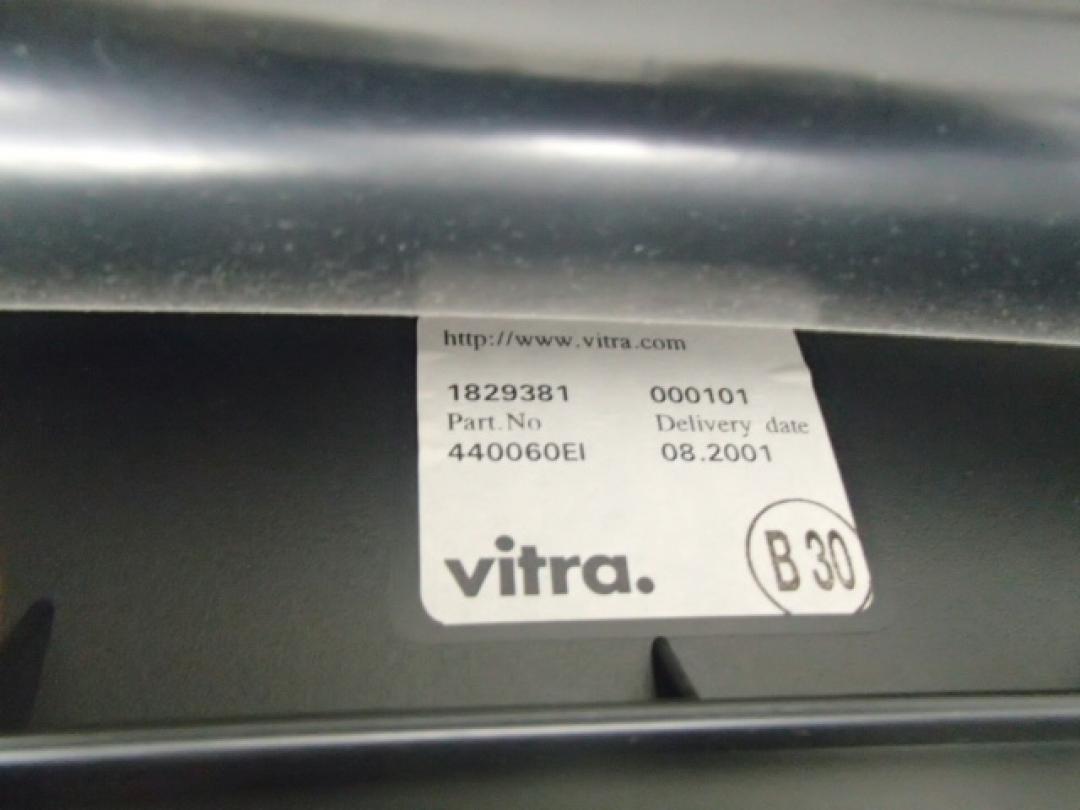 http://www.vitra.com
1829381 000101
Part.No Delivery date
440060EI 08.2001
vitra.
B 30